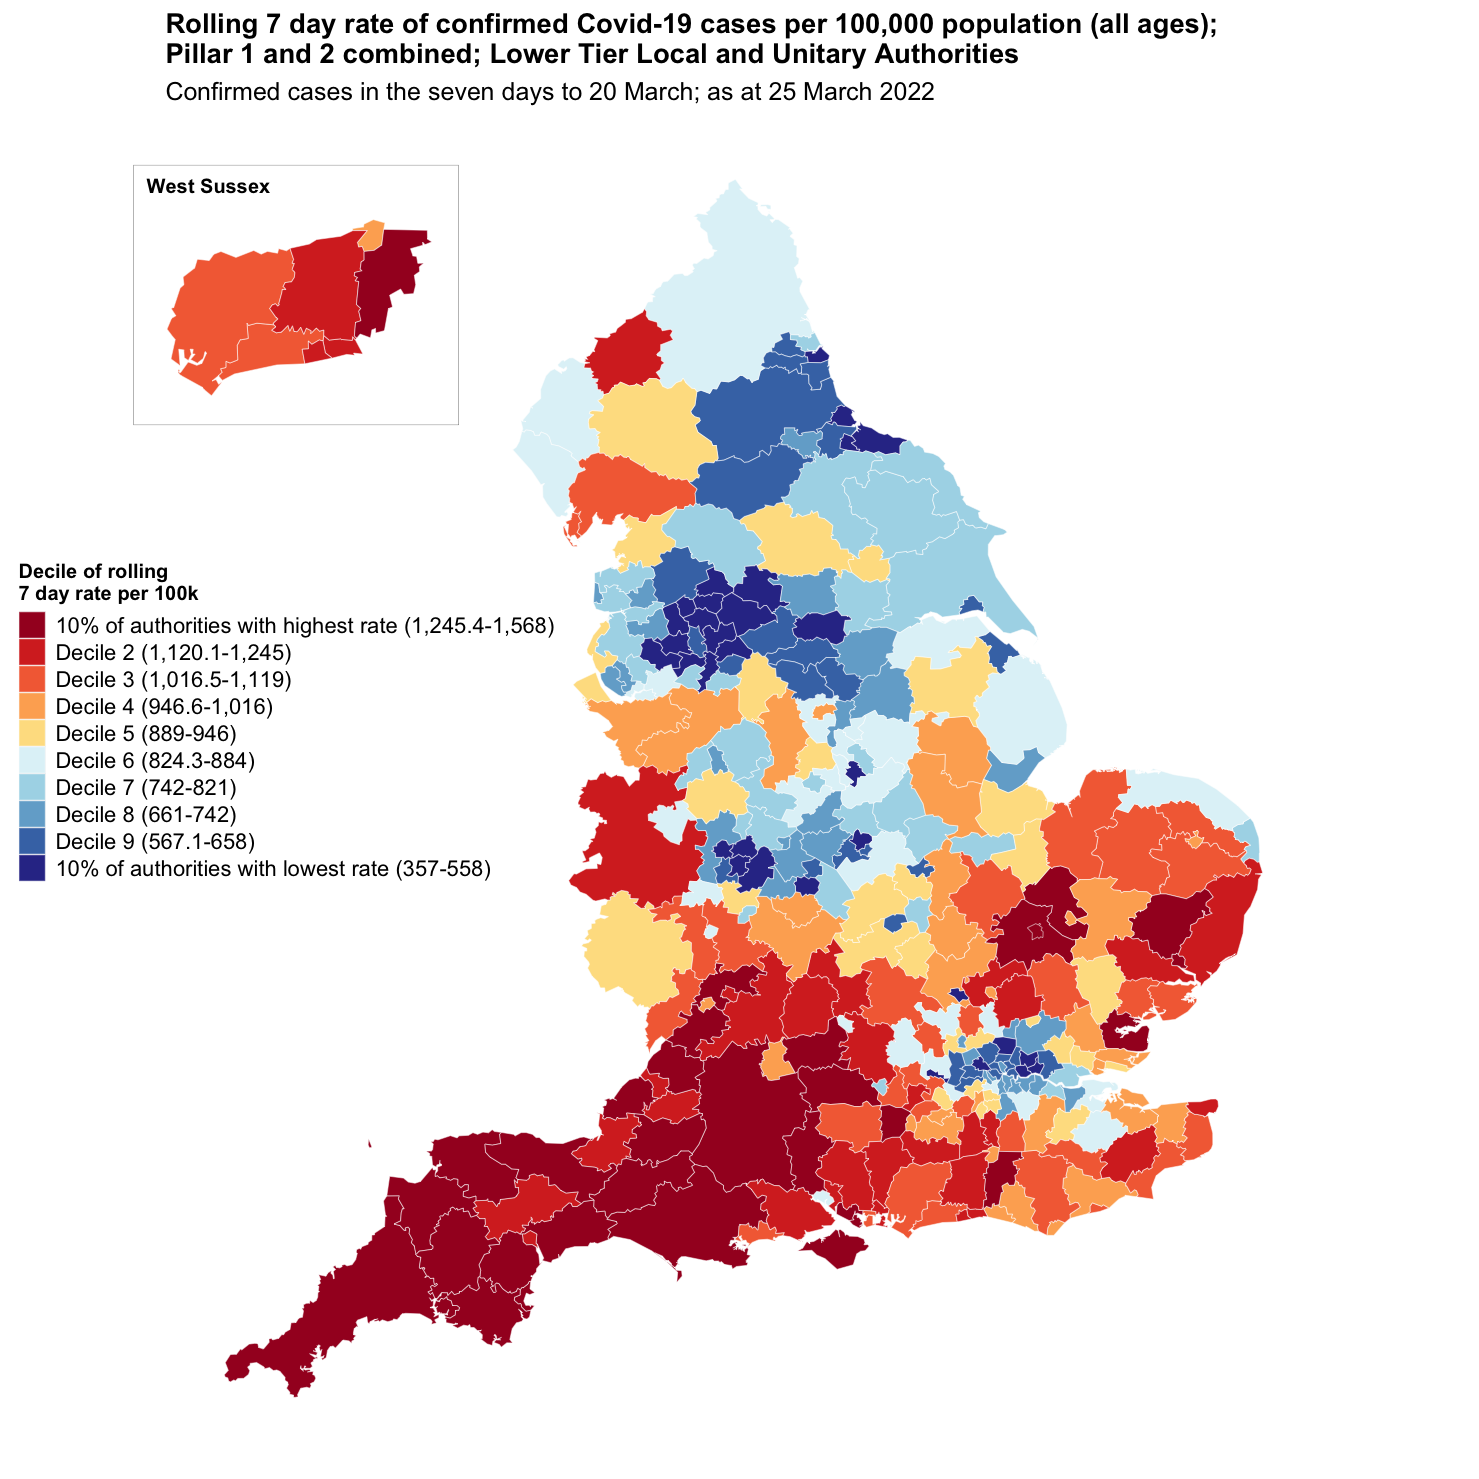 Rolling 7 day rate of confirmed Covid-19 cases per 100,000 population (all ages);
Pillar 1 and 2 combined; Lower Tier Local and Unitary Authorities
Confirmed cases in the seven days to 20 March; as at 25 March 2022
West Sussex
Decile of rolling
7 day rate per 100k
10% of authorities with highest rate (1,245.4-1,568)
Decile 2 (1,120.1-1,245)
Decile 3 (1,016.5-1,119)
Decile 4 (946.6-1,016)
Decile 5 (889-946)
Decile 6 (824.3-884)
Decile 7 (742-821)
Decile 8 (661-742)
Decile 9 (567.1-658)
10% of authorities with lowest rate (357-558)